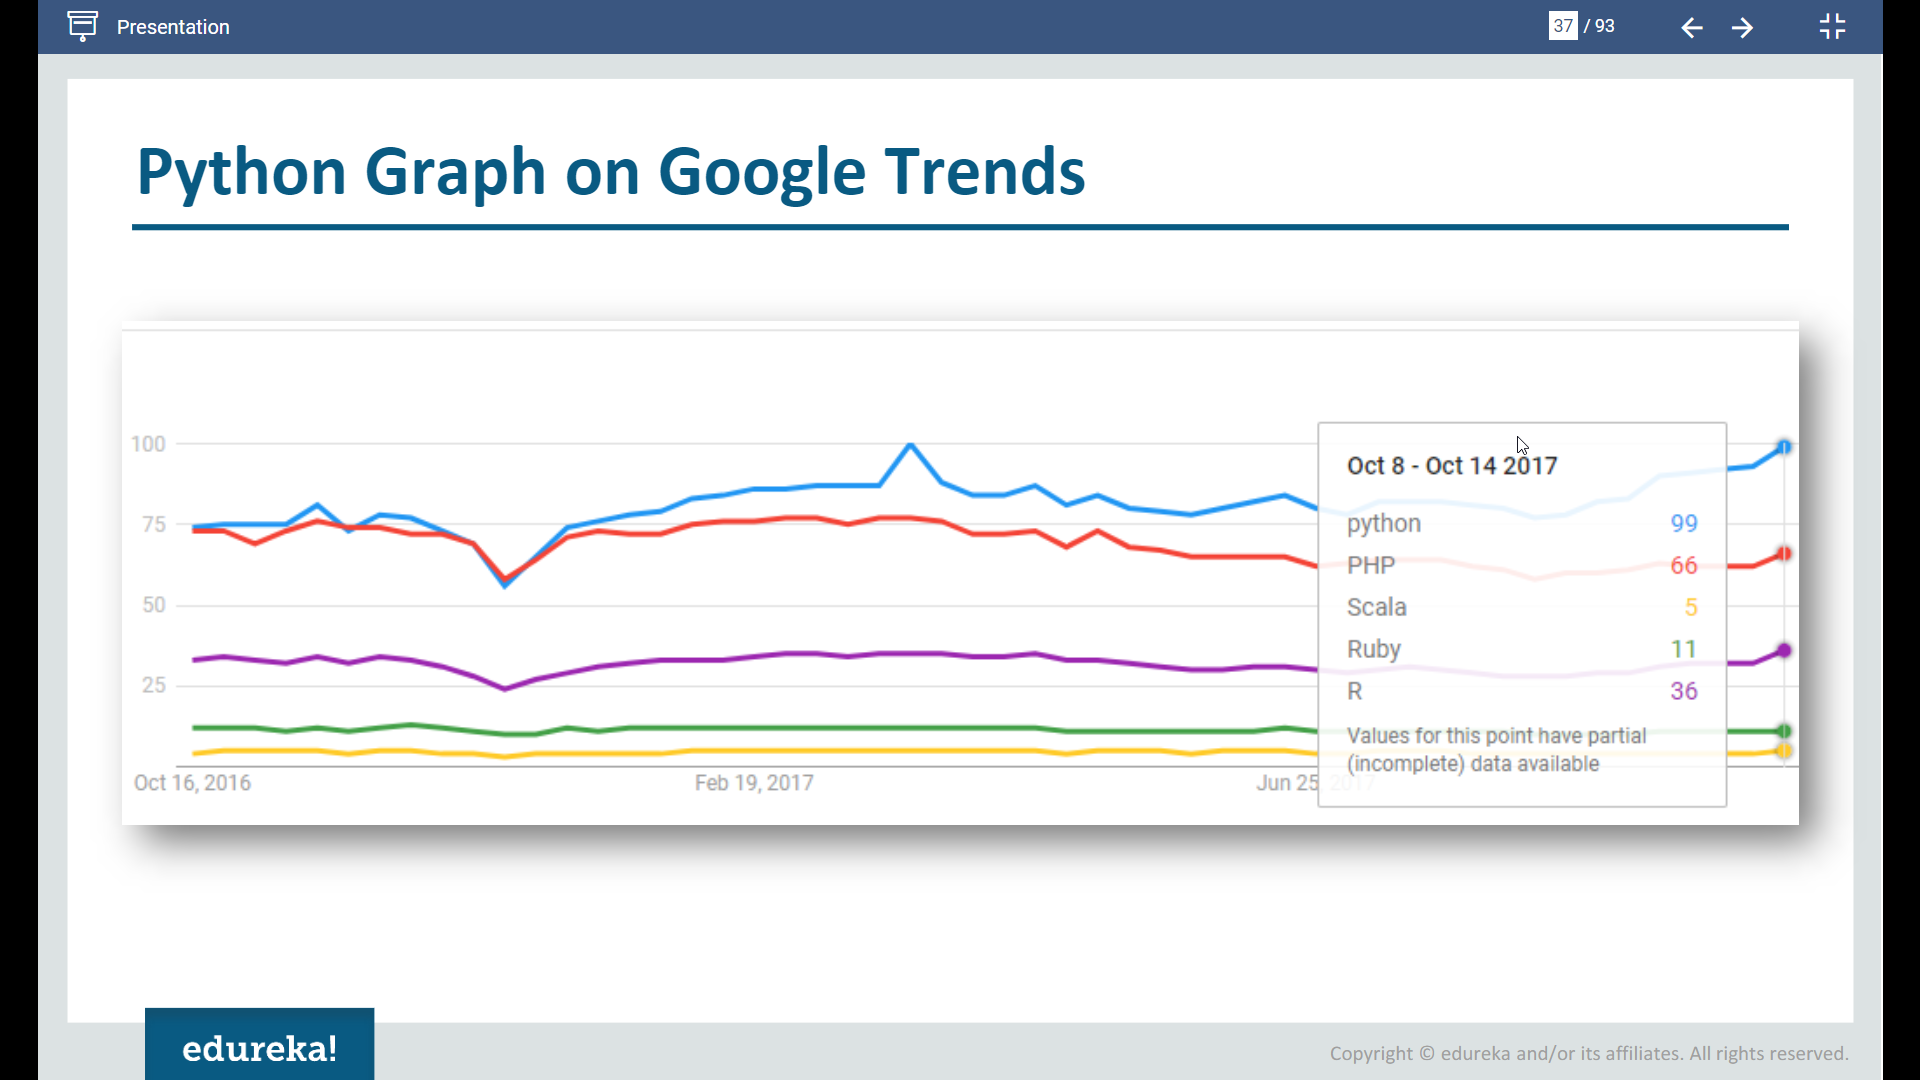 Presentation
37 / 93
Python Graph on Google Trends
100
75
50
25
Oct 16, 2016
Feb 19, 2017
Jun 25, 2017
Oct 8 - Oct 14 2017
python 99
PHP 66
Scala 5
Ruby 11
R 36
Values for this point have partial
(incomplete) data available
edureka!
Copyright © edureka and/or its affiliates. All rights reserved.